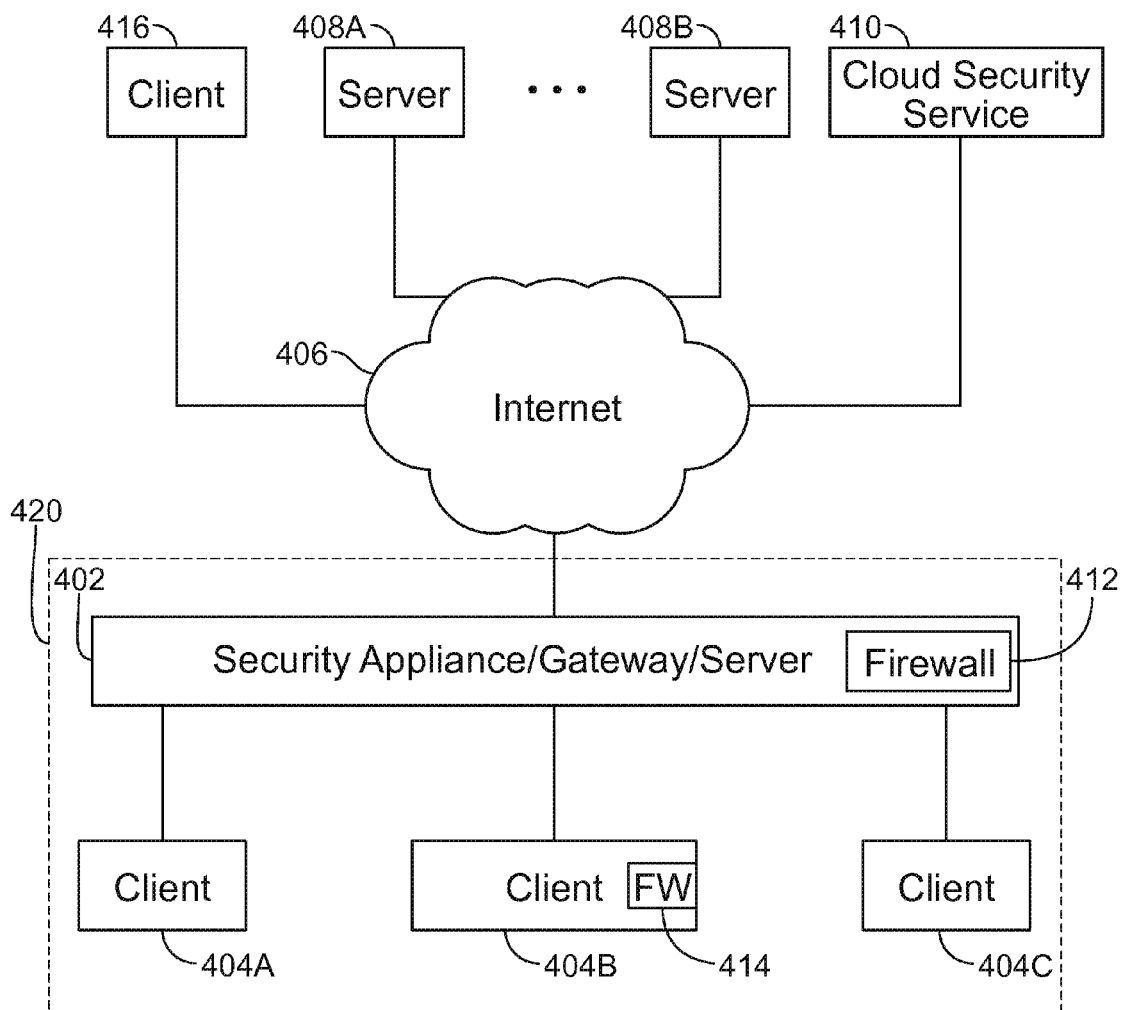 416
408A
408B
410
Client
Server
• • •
Server
Cloud Security
Service
406
Internet
420
402
412
Security Appliance/Gateway/Server
Firewall
Client
Client
FW
Client
404A
404B
414
404C